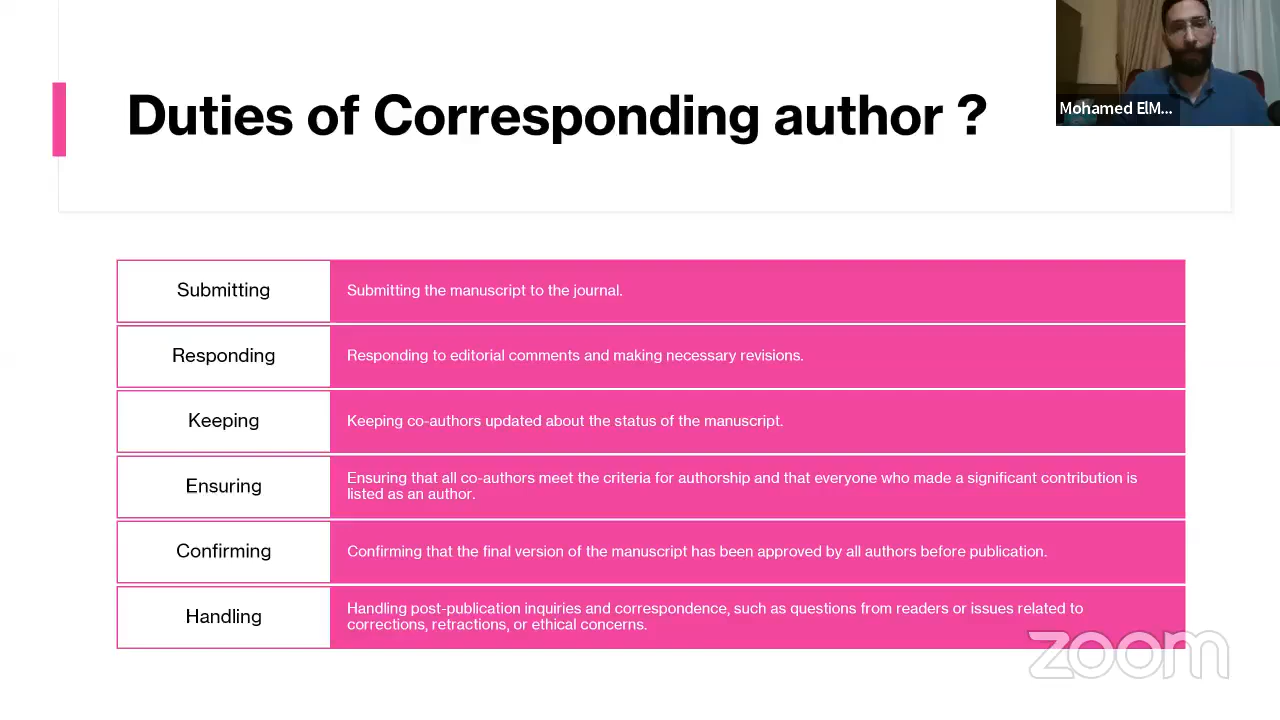 Duties of Corresponding author ?
Mohamed ElM...
Submitting
Submitting the manuscript to the journal.
Responding
Responding to editorial comments and making necessary revisions.
Keeping
Keeping co-authors updated about the status of the manuscript.
Ensuring
Ensuring that all co-authors meet the criteria for authorship and that everyone who made a significant contribution is
listed as an author.
Confirming
Confirming that the final version of the manuscript has been approved by all authors before publication.
Handling
Handling post-publication inquiries and correspondence, such as questions from readers or issues related to
corrections, retractions, or ethical concerns.
zoom